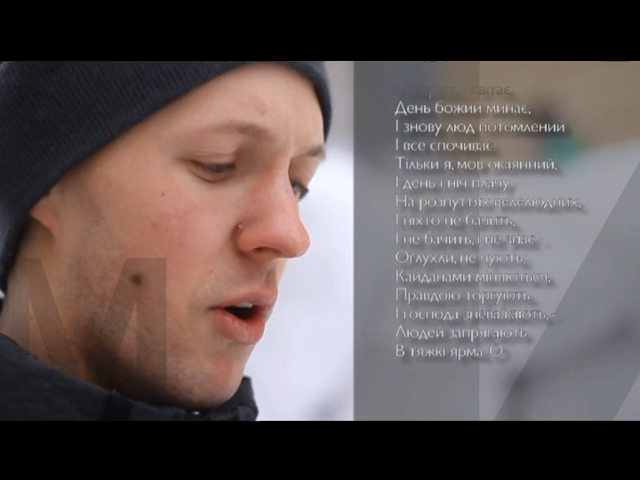 світає,
День божий минає,
І знову люд потомлений
І все спочиває.
Тільки я, мов окаянний,
І день і ніч плачу
На розпуттях велелюдних,
І ніхто не бачить,
І не бачить, і не знає
Оглухли, не чують;
Кайданами міняються,
Правдою торгують.
І господа зневажають,-
Людей запрягають
В тяжкі ярма. О
М